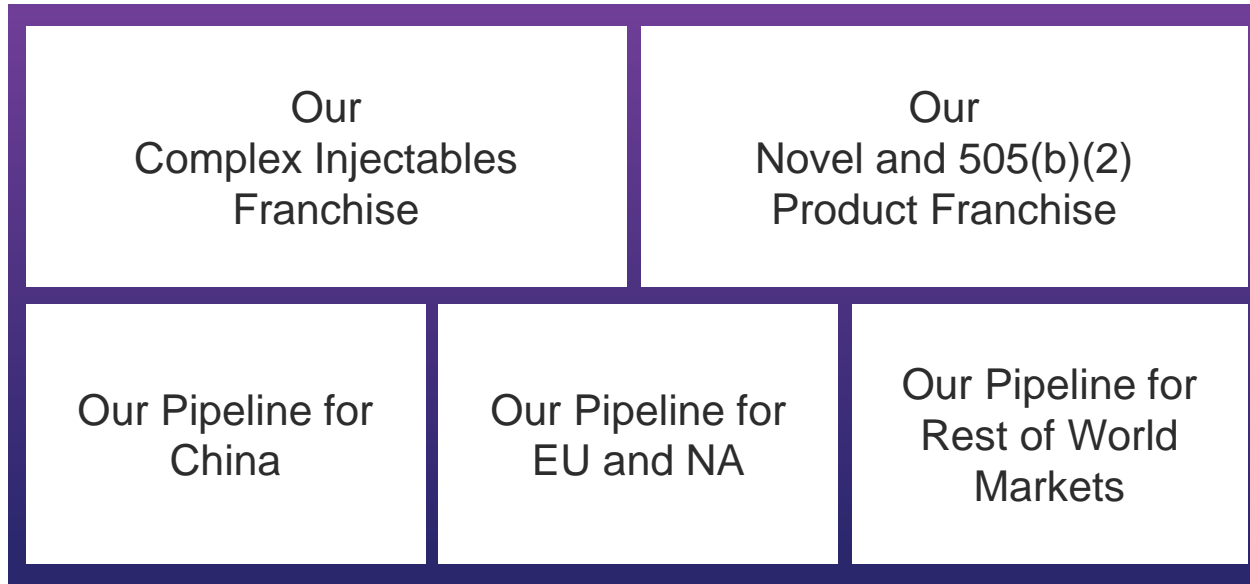 Our
Complex Injectables
Franchise
Our
Novel and 505(b)(2)
Product Franchise
Our Pipeline for
China
Our Pipeline for
EU and NA
Our Pipeline for
Rest of World
Markets